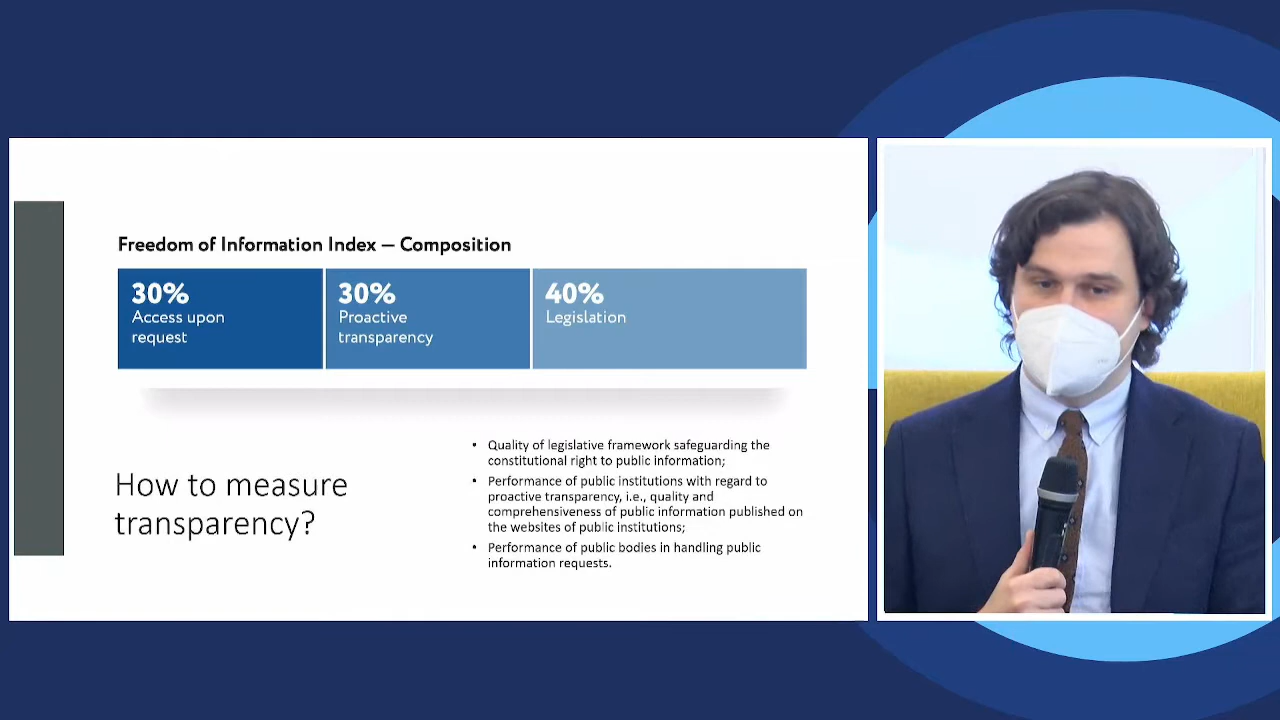 Freedom of Information Index — Composition
30%
Access upon
request
30%
Proactive
transparency
40%
Legislation
How to measure
transparency?
• Quality of legislative framework safeguarding the
constitutional right to public information;
• Performance of public institutions with regard to
proactive transparency, i.e., quality and
comprehensiveness of public information published on
the websites of public institutions;
• Performance of public bodies in handling public
information requests.